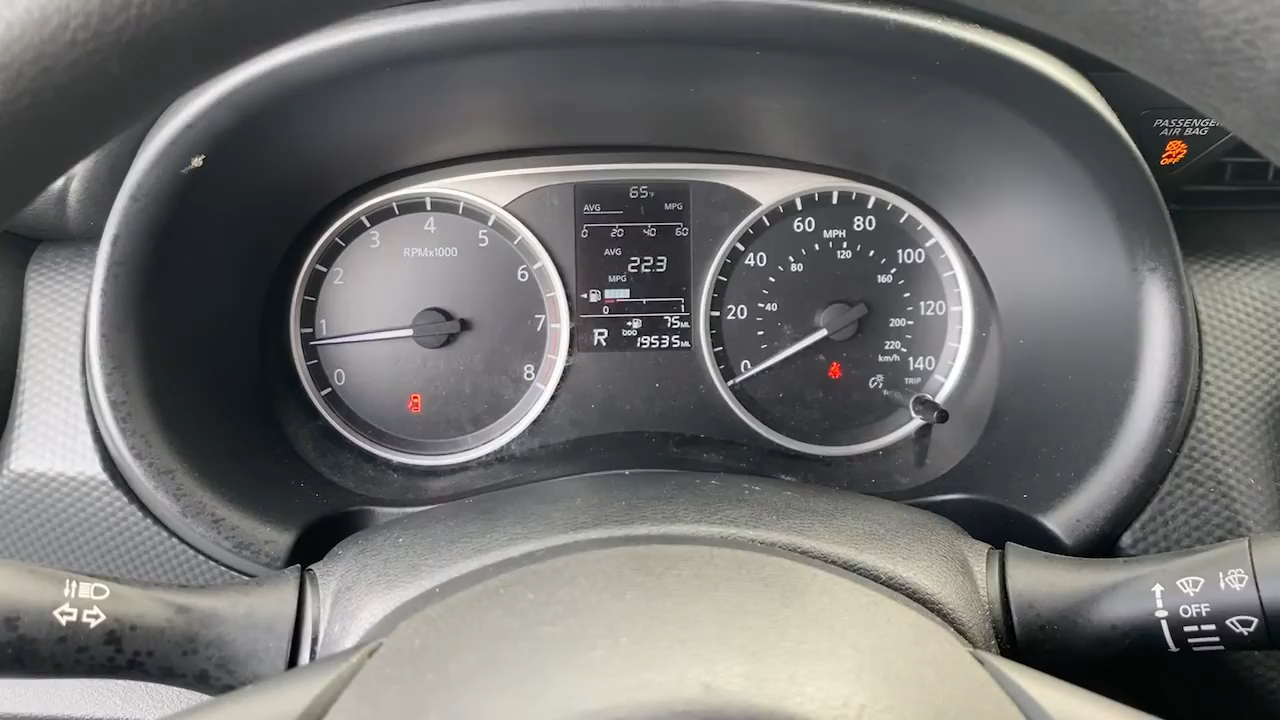 PASSENGE
AIR BAG
OFF
65°F
AVG MPG
0 20 40 60
AVG
22.3
MPG
0 1
75MI
R ODO 19535MI
0 1 2 3 4 5 6 7 8
RPMx1000
0 20 40 60 80 100 120 140
MPH
40 80 120 160 200 220
km/h
TRIP
OFF